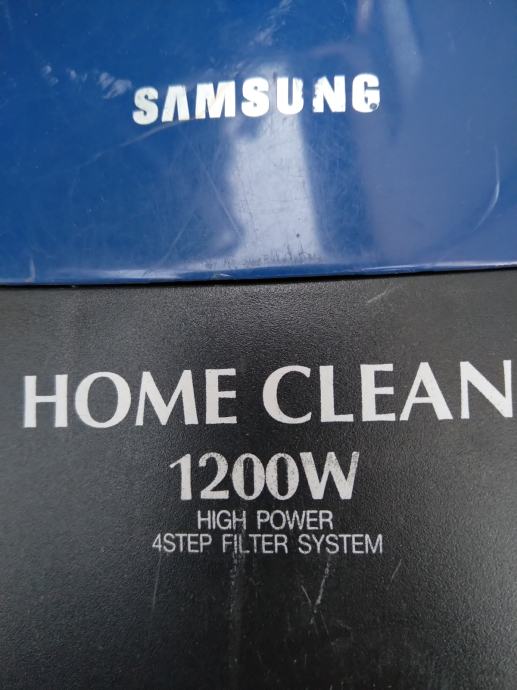 SAMSUNG
HOME CLEAN
1200W
HIGH POWER
4STEP FILTER SYSTEM